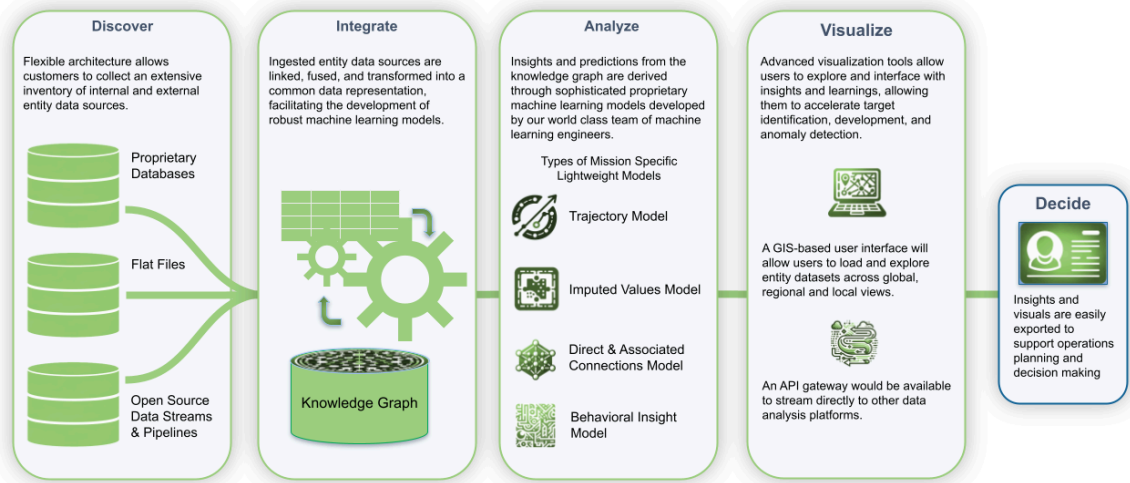 Discover
Flexible architecture allows
customers to collect an extensive
inventory of internal and external
entity data sources.
Proprietary
Databases
Flat Files
Open Source
Data Streams
& Pipelines
Integrate
Ingested entity data sources are
linked, fused, and transformed into a
common data representation,
facilitating the development of
robust machine learning models.
Knowledge Graph
Analyze
Insights and predictions from the
knowledge graph are derived
through sophisticated proprietary
machine learning models developed
by our world class team of machine
learning engineers.
Types of Mission Specific
Lightweight Models
Trajectory Model
Imputed Values Model
Direct & Associated
Connections Model
Behavioral Insight
Model
Visualize
Advanced visualization tools allow
users to explore and interface with
insights and learnings, allowing
them to accelerate target
identification, development, and
anomaly detection.
A GIS-based user interface will
allow users to load and explore
entity datasets across global,
regional and local views.
An API gateway would be available
to stream directly to other data
analysis platforms.
Decide
Insights and
visuals are easily
exported to
support operations
planning and
decision making